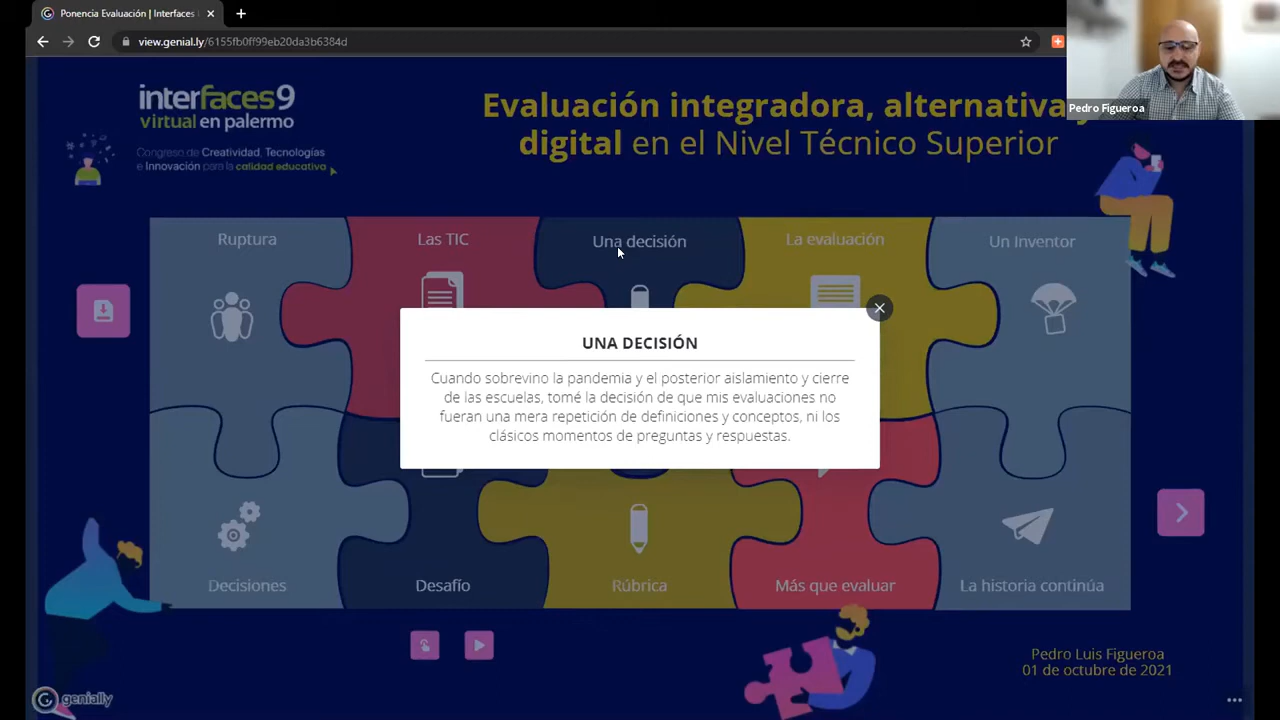 Ponencia Evaluación | Interfaces
view.genial.ly/6155fb0ff99eb20da3b6384d
Pedro Figueroa
interfaces9
virtual en palermo
Congreso de Creatividad, Tecnologías
e Innovación para la calidad educativa
Evaluación integradora, alternativa y
digital en el Nivel Técnico Superior
Ruptura
Las TIC
Una decisión
La evaluación
Un Inventor
UNA DECISIÓN
Cuando sobrevino la pandemia y el posterior aislamiento y cierre
de las escuelas, tomé la decisión de que mis evaluaciones no
fueran una mera repetición de definiciones y conceptos, ni los
clásicos momentos de preguntas y respuestas.
Decisiones
Desafío
Rúbrica
Más que evaluar
La historia continúa
Pedro Luis Figueroa
01 de octubre de 2021
genially